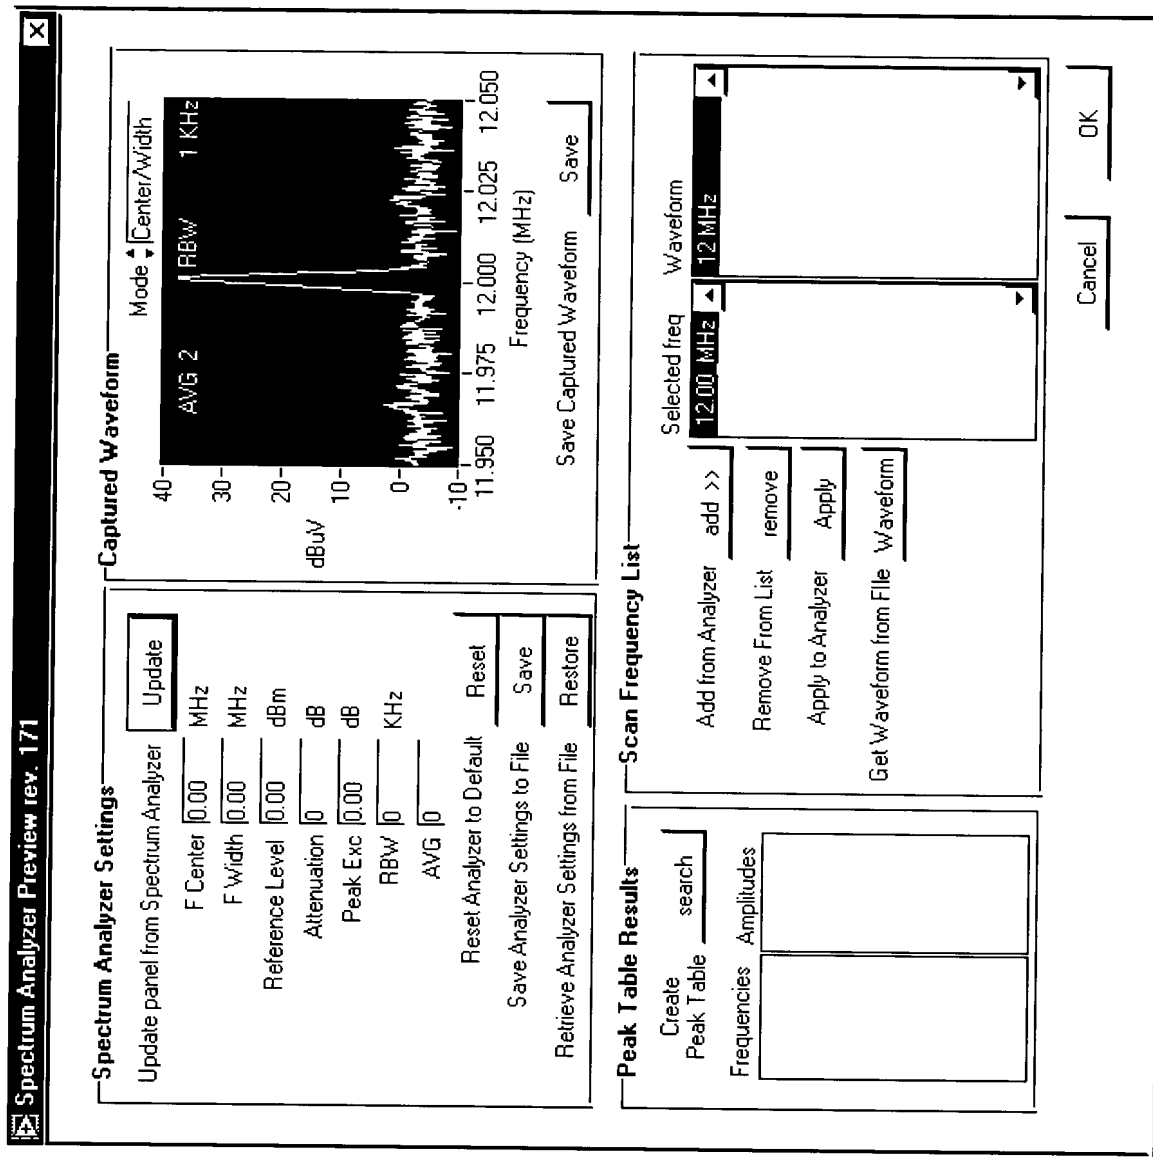 Spectrum Analyzer Preview rev. 171
Spectrum Analyzer Settings
Update panel from Spectrum Analyzer Update
F Center 0.00 MHz
F Width 0.00 MHz
Reference Level 0.00 dBm
Attenuation 0 dB
Peak Exc 0.00 dB
RBW 0 KHz
AVG 0
Reset Analyzer to Default Reset
Save Analyzer Settings to File Save
Retrieve Analyzer Settings from File Restore
Captured Waveform
Mode Center/Width
AVG 2 RBW 1 KHz
40
30
20
10
0
-10
dBuV
11.950 11.975 12.000 12.025 12.050
Frequency (MHz)
Save Captured Waveform Save
Peak Table Results
Create
Peak Table search
Frequencies Amplitudes
Scan Frequency List
Selected freq Waveform
12.00 MHz 12 MHz
Add from Analyzer add >>
Remove From List remove
Apply to Analyzer Apply
Get Waveform from FIle Waveform
Cancel OK